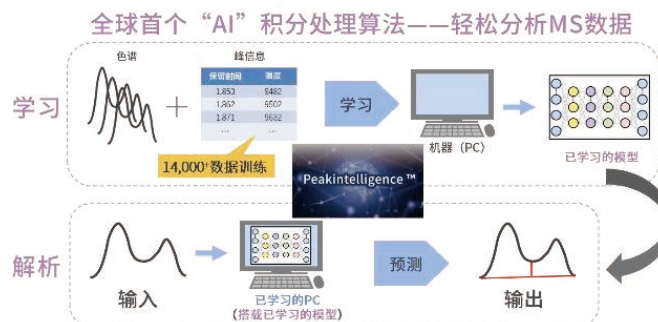 全球首个“AI”积分处理算法——轻松分析MS数据
色谱
峰信息
学习
保留时间 强度
1.853 9482
1.862 9502
1.871 9632
... ...
14,000+数据训练
学习
机器（PC）
已学习的模型
Peakintelligence ™
解析
输入
已学习的PC
（搭载已学习的模型）
预测
输出